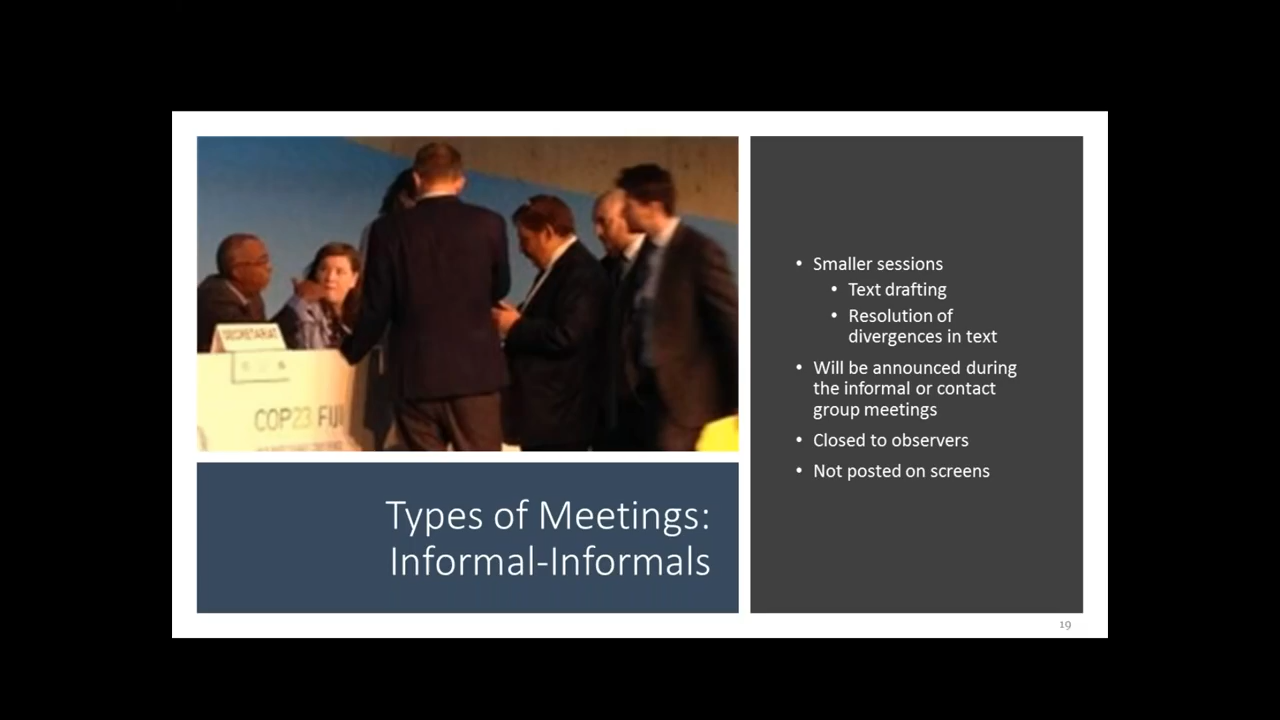 SECRETARIAT
COP23 FIJI
Types of Meetings:
Informal-Informals
• Smaller sessions
• Text drafting
• Resolution of
divergences in text
• Will be announced during
the informal or contact
group meetings
• Closed to observers
• Not posted on screens
19